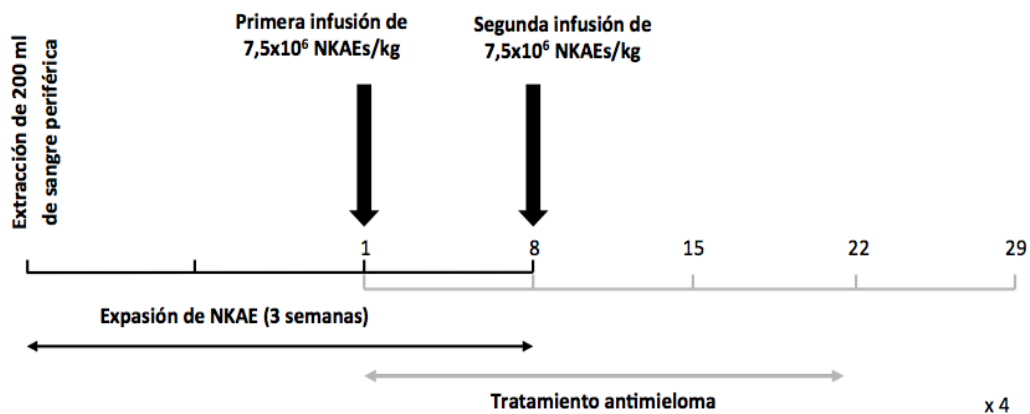 Extracción de 200 ml
de sangre periférica
Primera infusión de
7,5x10⁶ NKAEs/kg
Segunda infusión de
7,5x10⁶ NKAEs/kg
1
8
15
22
29
Expasión de NKAE (3 semanas)
Tratamiento antimieloma
x 4